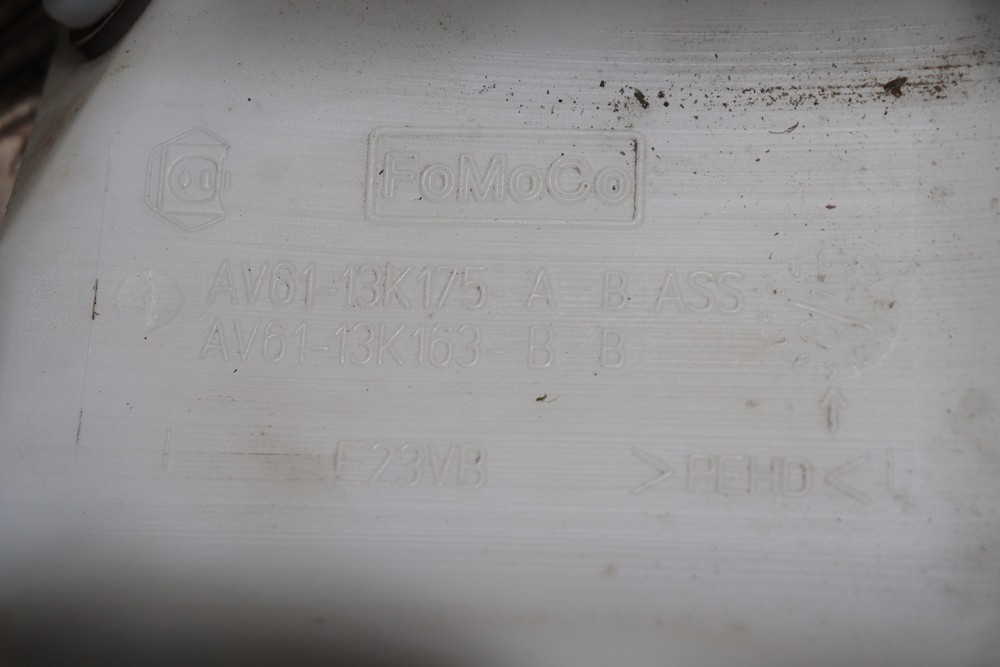 FoMoCo
AV61-13K175- A B ASS
AV61-13K163- B B
E23VB
>PEHD<